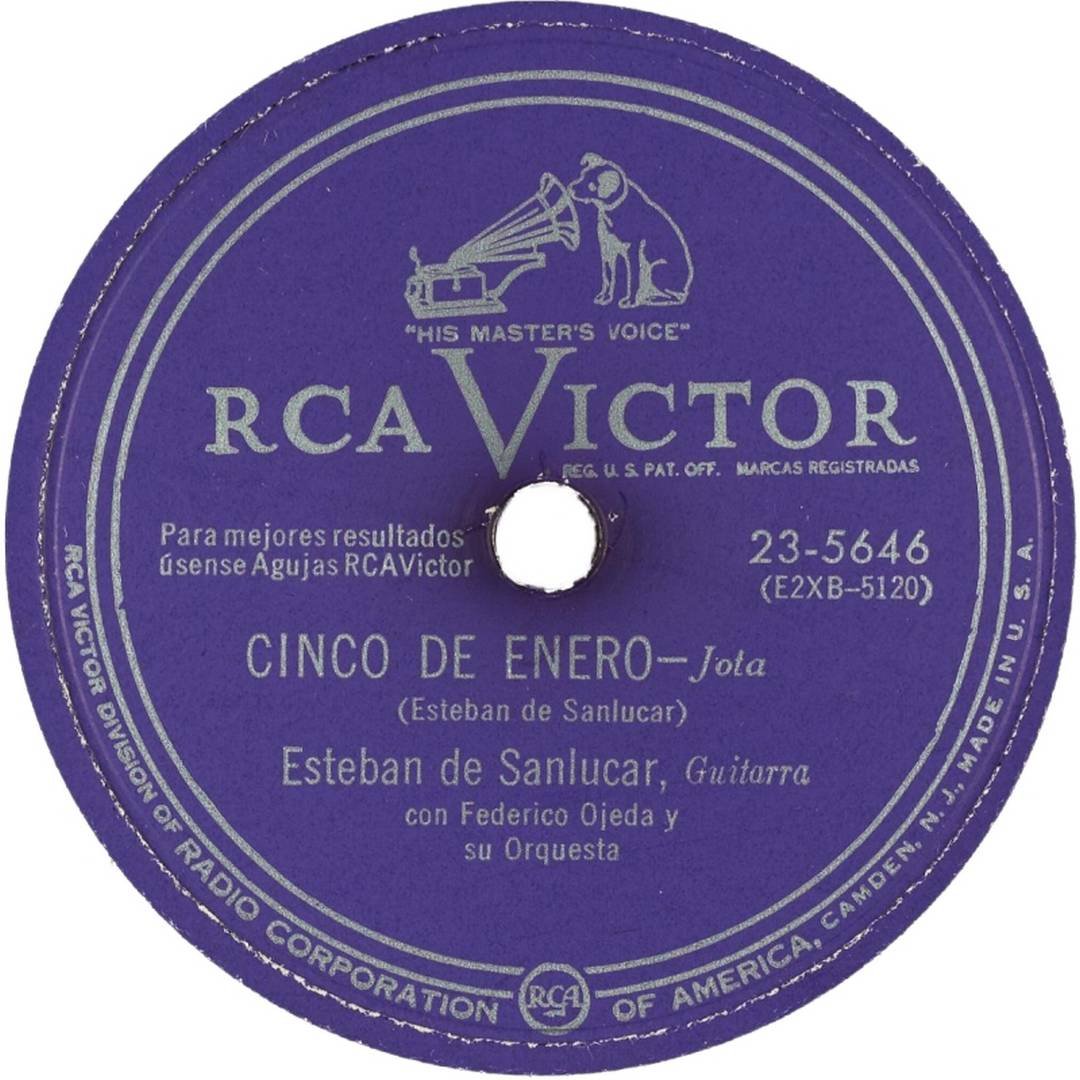 "HIS MASTER'S VOICE"
RCA VICTOR
REG. U. S. PAT. OFF. MARCAS REGISTRADAS
Para mejores resultados
úsense Agujas RCA Victor
23-5646
(E2XB-5120)
CINCO DE ENERO—Jota
(Esteban de Sanlucar)
Esteban de Sanlucar, Guitarra
con Federico Ojeda y
su Orquesta
RCA VICTOR DIVISION OF RADIO CORPORATION OF AMERICA, CAMDEN, N. J., MADE IN U. S. A.
RCA